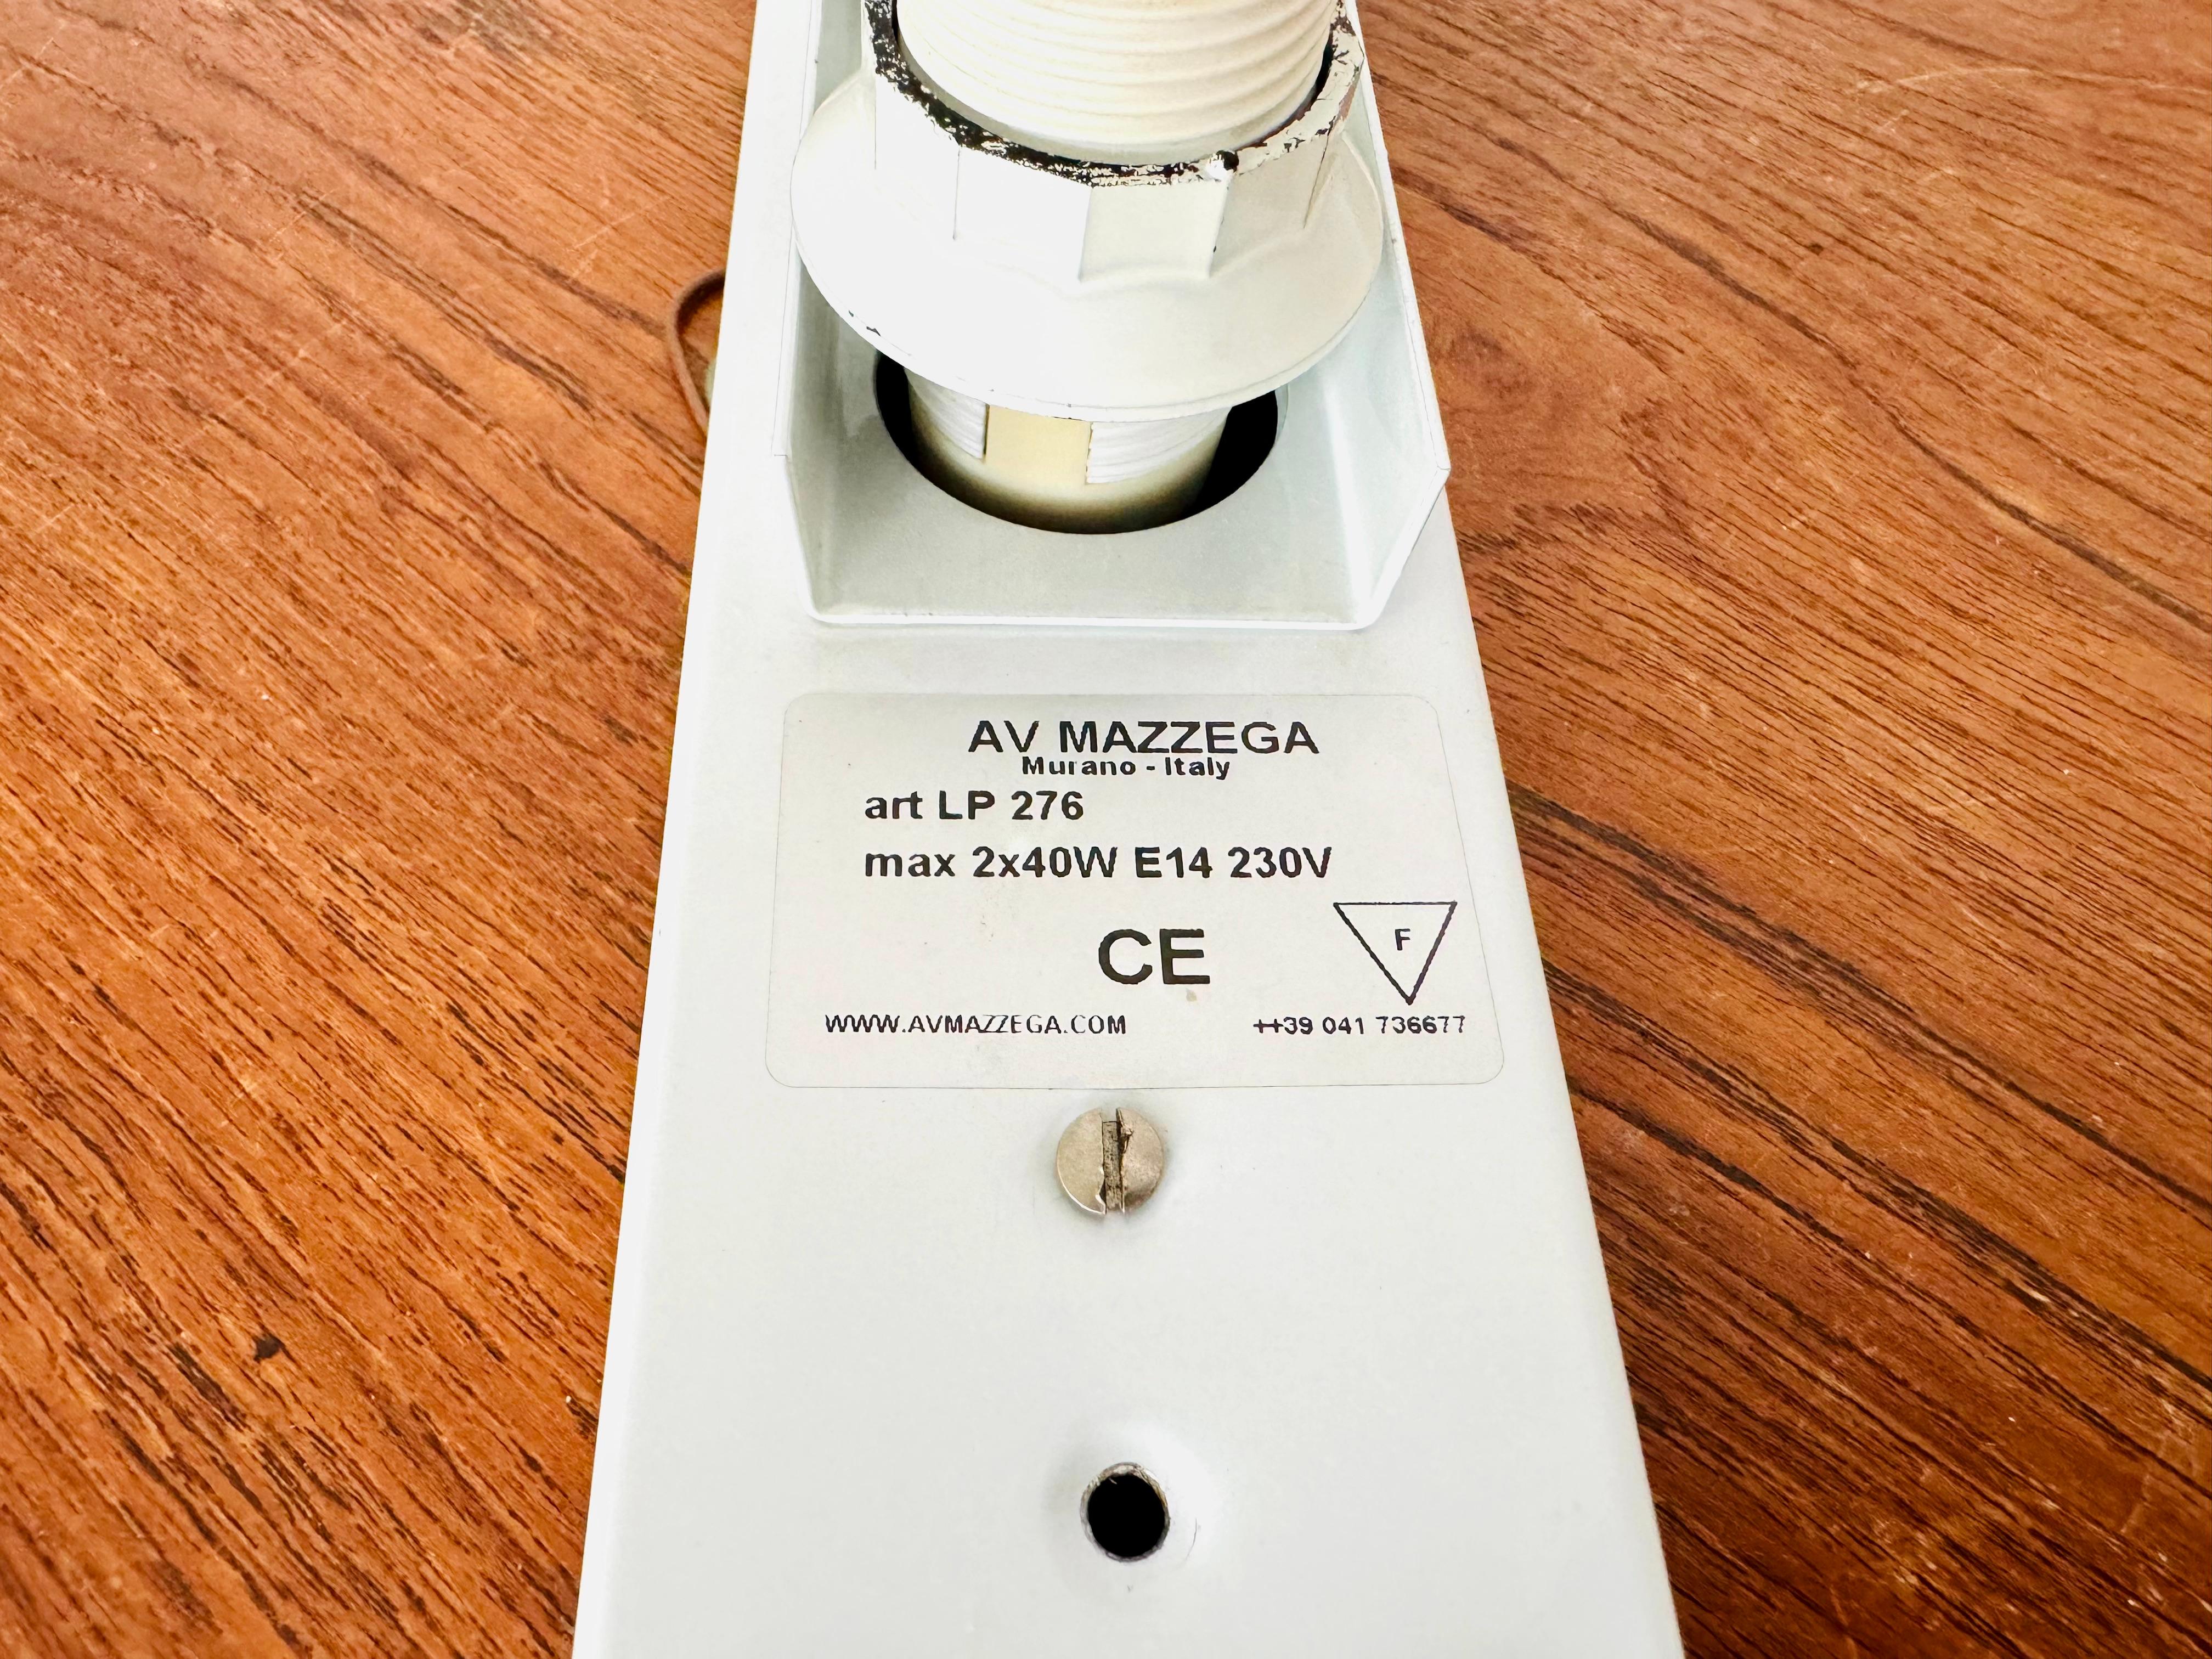 AV MAZZEGA
Murano - Italy
art LP 276
max 2x40W E14 230V
CE
F
WWW.AVMAZZEGA.COM
++39 041 736677